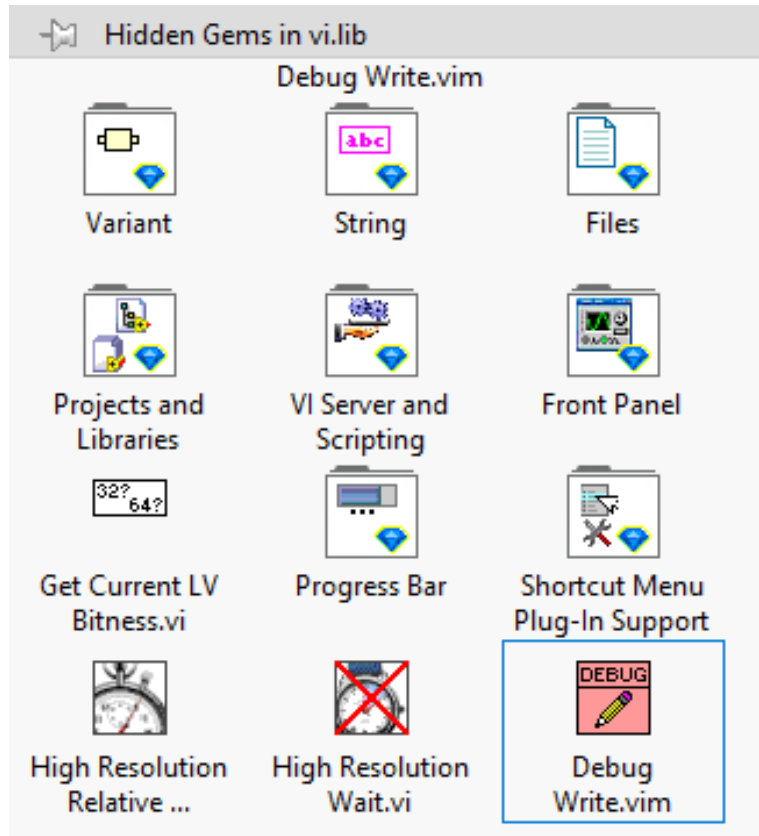 Hidden Gems in vi.lib
Debug Write.vim
abc
Variant
String
Files
Projects and
Libraries
VI Server and
Scripting
Front Panel
32?
64?
Get Current LV
Bitness.vi
Progress Bar
Shortcut Menu
Plug-In Support
DEBUG
High Resolution
Relative ...
High Resolution
Wait.vi
Debug
Write.vim